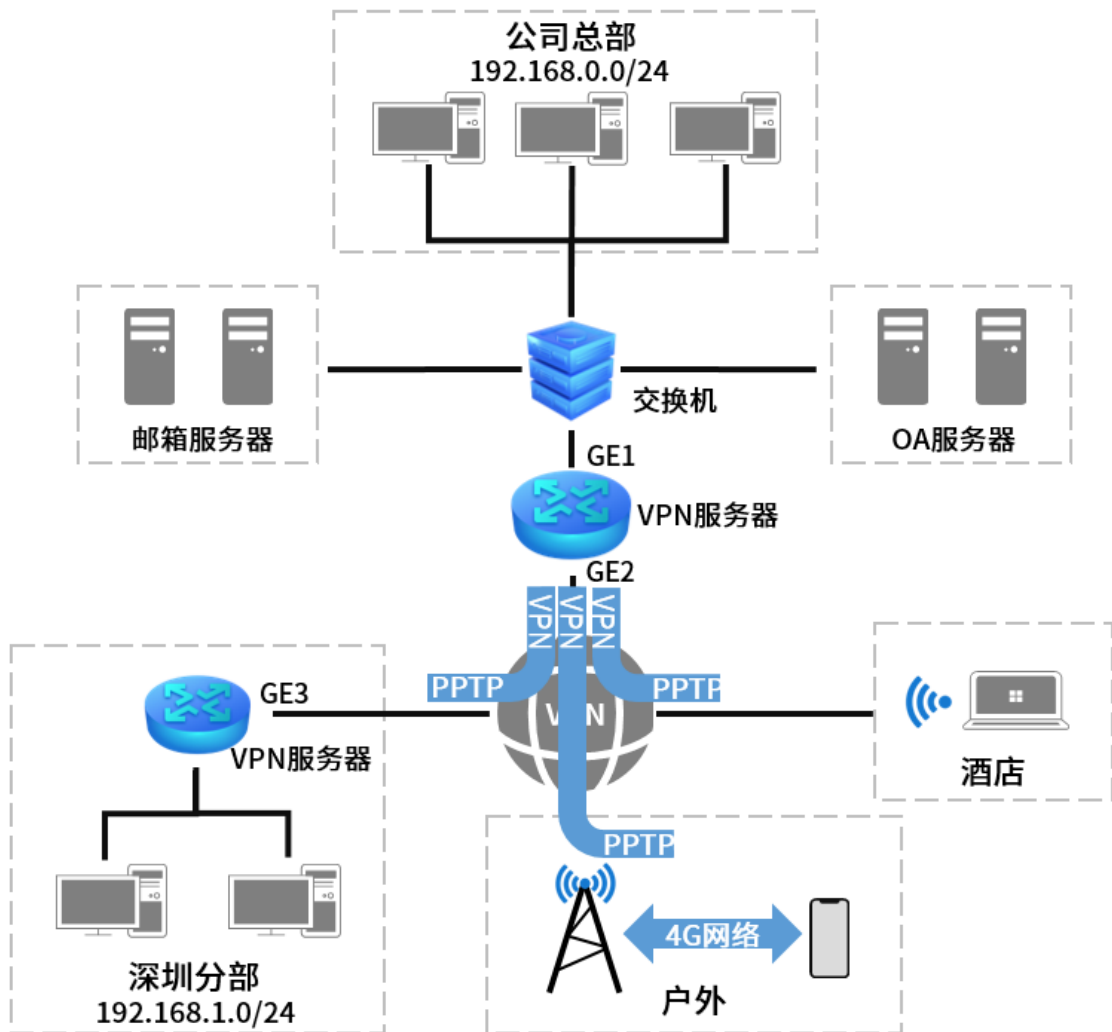 公司总部
192.168.0.0/24
邮箱服务器
交换机
OA服务器
GE1
VPN服务器
GE2
VPN
VPN
VPN
PPTP
PPTP
VPN
GE3
VPN服务器
酒店
PPTP
4G网络
深圳分部
192.168.1.0/24
户外